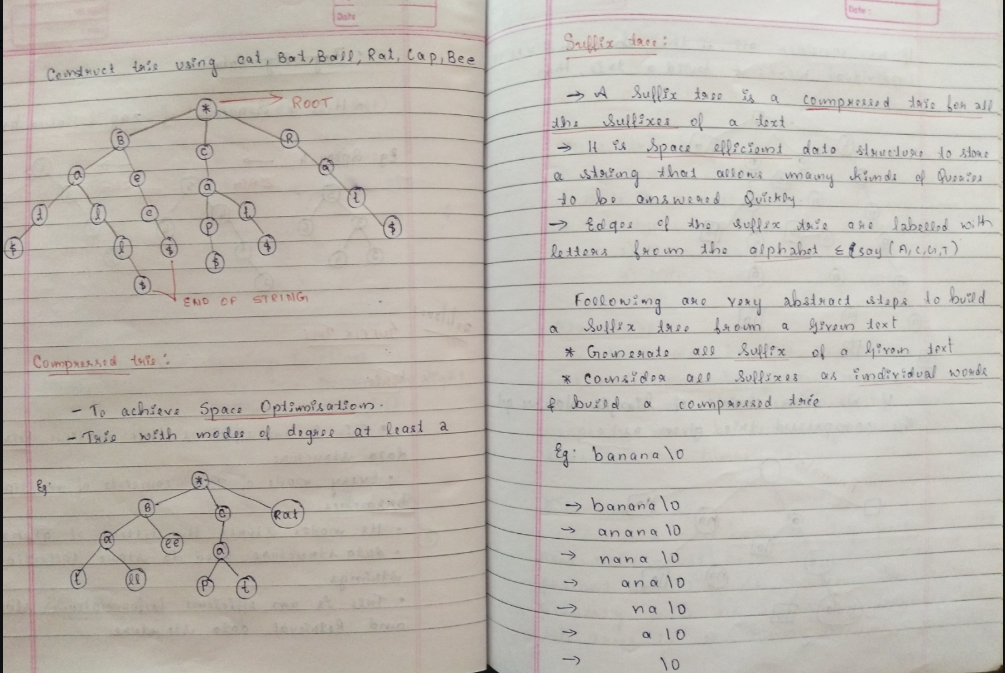 Date
Construct trie using cat, Bat, Ball, Rat, Cap, Bee
* → ROOT
B C R
a e a a
t l e p t t
$ l $ $ $ $
$
END OF STRING
Compressed trie:
- To achieve Space Optimisation.
- Trie with nodes of degree at least 2
Eg:
*
B C Rat
a ee a
t ll p t
Date :
Suffix tree:
→ A Suffix tree is a compressed trie for all
the Suffixes of a text
→ It is Space efficient data structure to store
a string that allows many kinds of Queries
to be answered Quickly
→ Edges of the suffix trie are labelled with
letters from the alphabet (say (A,C,G,T)
Following are very abstract steps to build
a Suffix tree from a Given text
* Generate all Suffix of a Given text
* Consider all Suffixes as individual words
& build a compressed trie
Eg: banana\0
→ banana\0
→ anana\0
→ nana\0
→ ana\0
→ na\0
→ a\0
→ \0